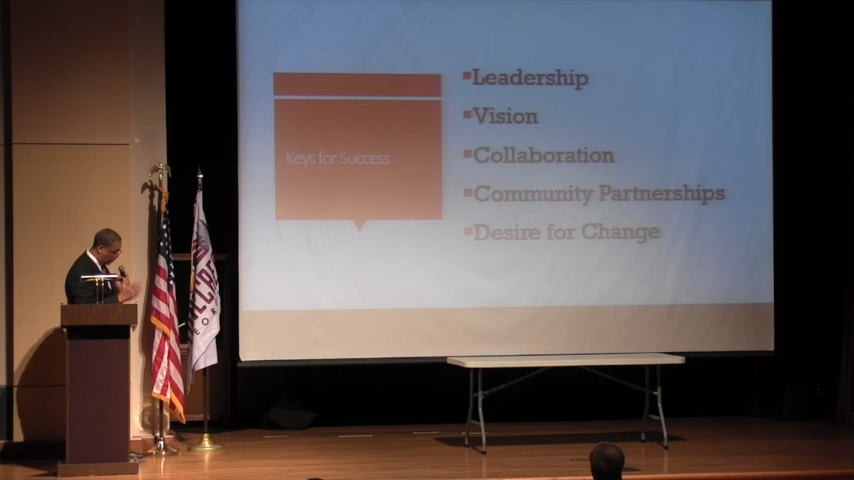 Keys for Success
▪Leadership
▪Vision
▪Collaboration
▪Community Partnerships
▪Desire for Change